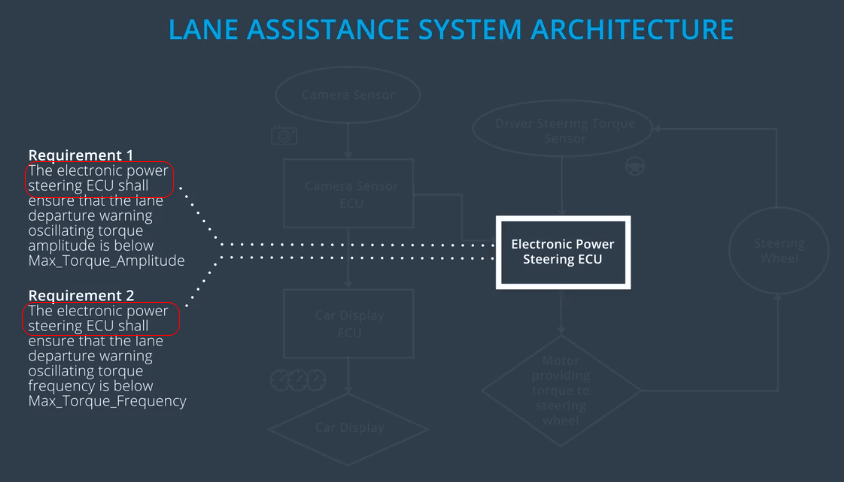 LANE ASSISTANCE SYSTEM ARCHITECTURE
Camera Sensor
Driver Steering Torque
Sensor
Requirement 1
The electronic power
steering ECU shall
ensure that the lane
departure warning
oscillating torque
amplitude is below
Max_Torque_Amplitude
Camera Sensor
ECU
Electronic Power
Steering ECU
Steering
Wheel
Requirement 2
The electronic power
steering ECU shall
ensure that the lane
departure warning
oscillating torque
frequency is below
Max_Torque_Frequency
Car Display
ECU
Motor
providing
torque to
steering
wheel
Car Display